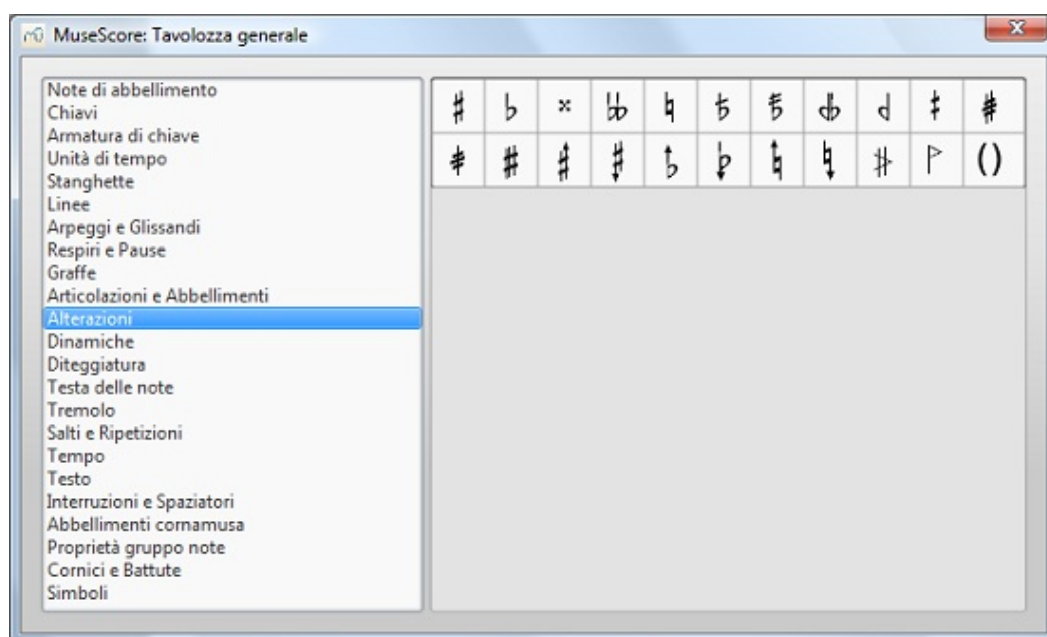 MuseScore: Tavolozza generale
Note di abbellimento
Chiavi
Armatura di chiave
Unità di tempo
Stanghette
Linee
Arpeggi e Glissandi
Respiri e Pause
Graffe
Articolazioni e Abbellimenti
Alterazioni
Dinamiche
Diteggiatura
Testa delle note
Tremolo
Salti e Ripetizioni
Tempo
Testo
Interruzioni e Spaziatori
Abbellimenti cornamusa
Proprietà gruppo note
Cornici e Battute
Simboli